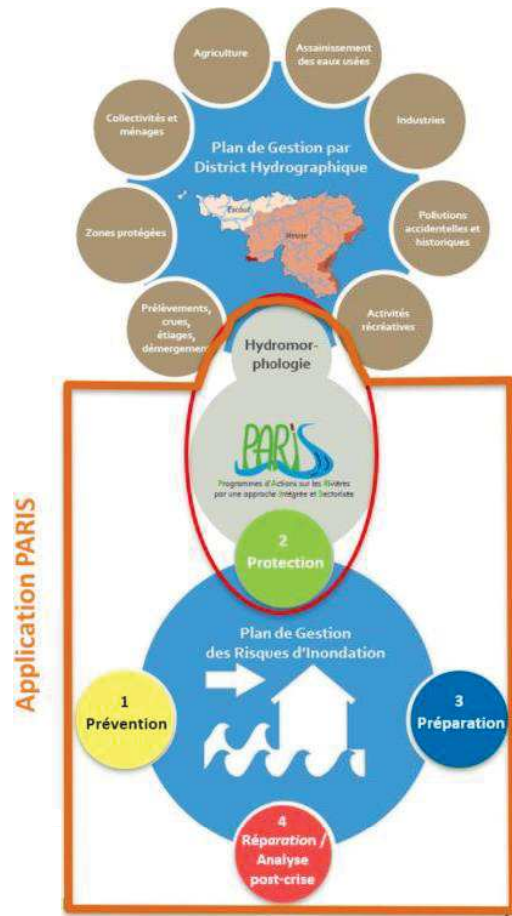 Agriculture
Assainissement
des eaux usées
Collectivités et
ménages
Industries
Plan de Gestion par
District Hydrographique
Escaut
Meuse
Zones protégées
Pollutions
accidentelles et
historiques
Prélèvements,
crues,
étiages,
démergement
Activités
récréatives
Hydromor-
phologie
PARIS
Programmes d'Actions sur les Rivières
par une approche Intégrée et Sectorisée
2
Protection
Application PARIS
Plan de Gestion
des Risques d'Inondation
1
Prévention
3
Préparation
4
Réparation /
Analyse
post-crise